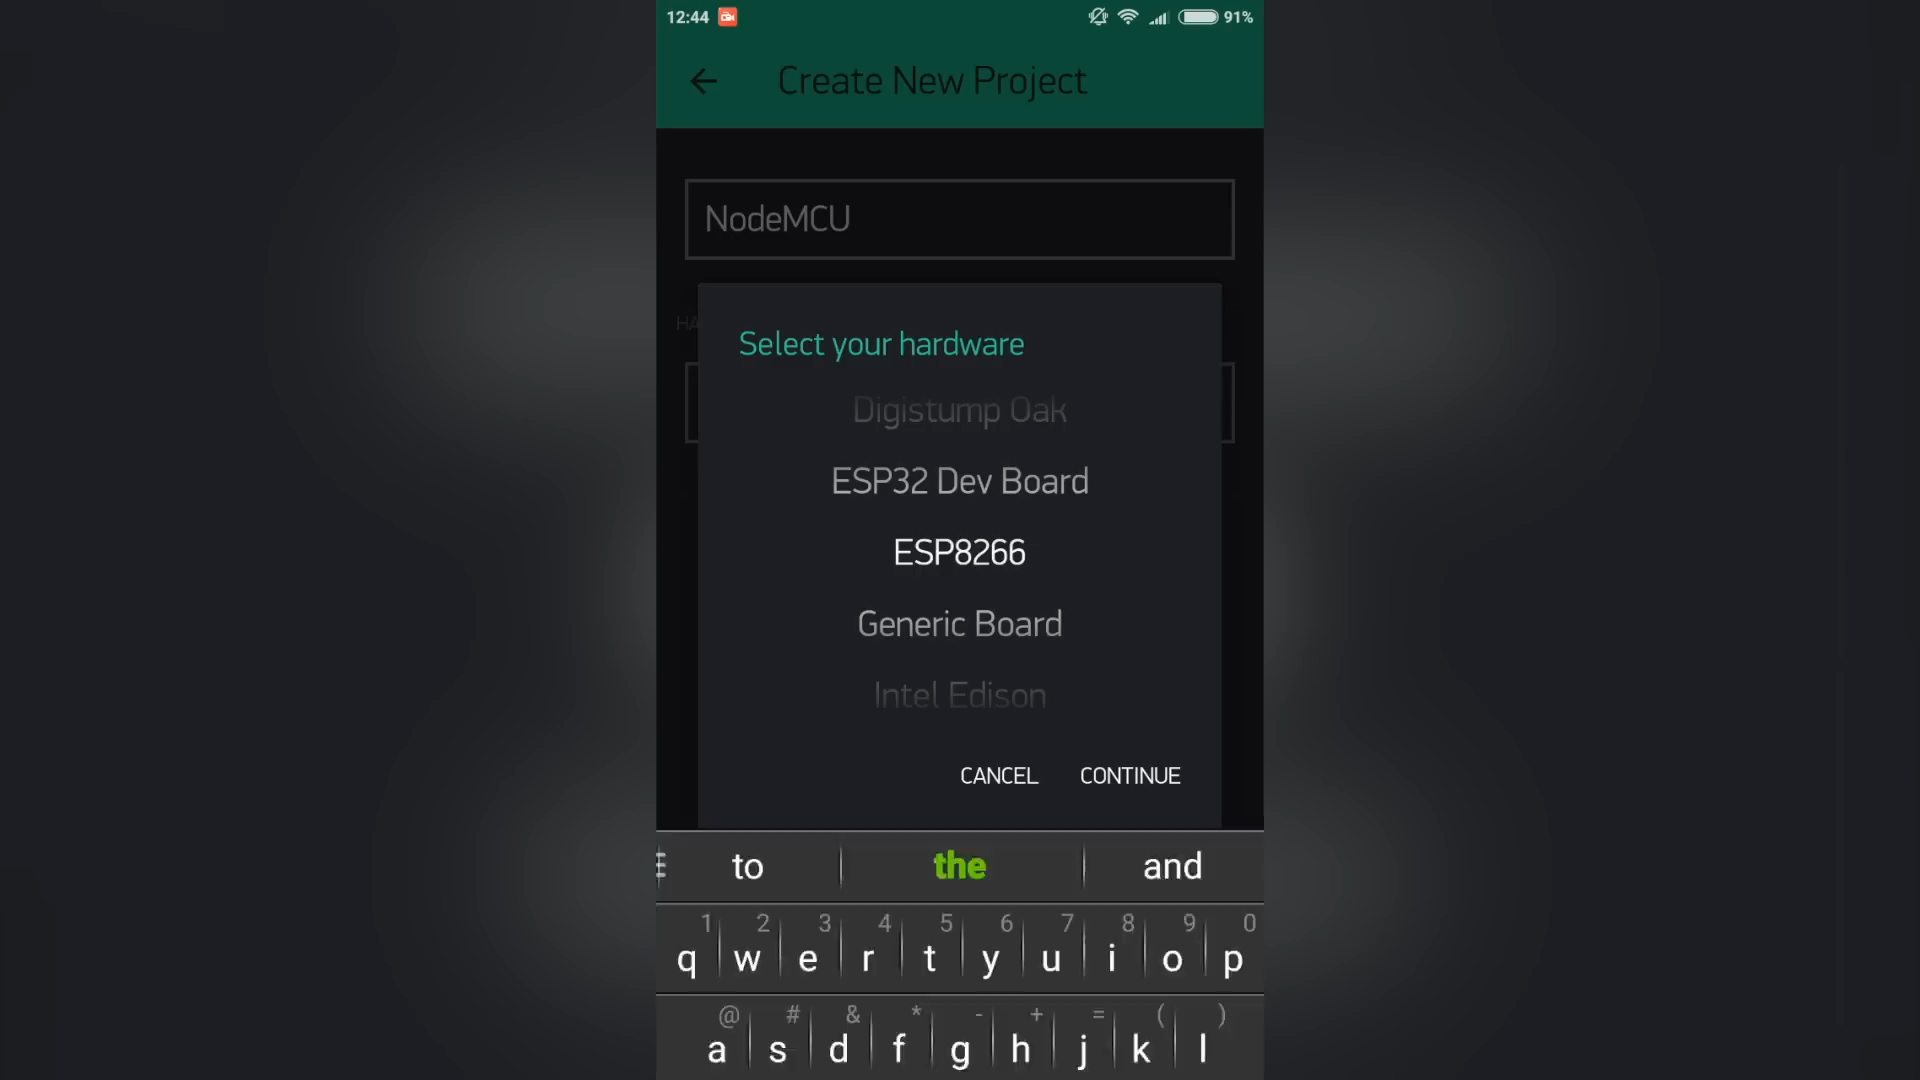 12:44 91%
Create New Project
NodeMCU
HA
Select your hardware
Digistump Oak
ESP32 Dev Board
ESP8266
Generic Board
Intel Edison
CANCEL CONTINUE
to the and
1 2 3 4 5 6 7 8 9 0
q w e r t y u i o p
@ # & * - + = ( )
a s d f g h j k l